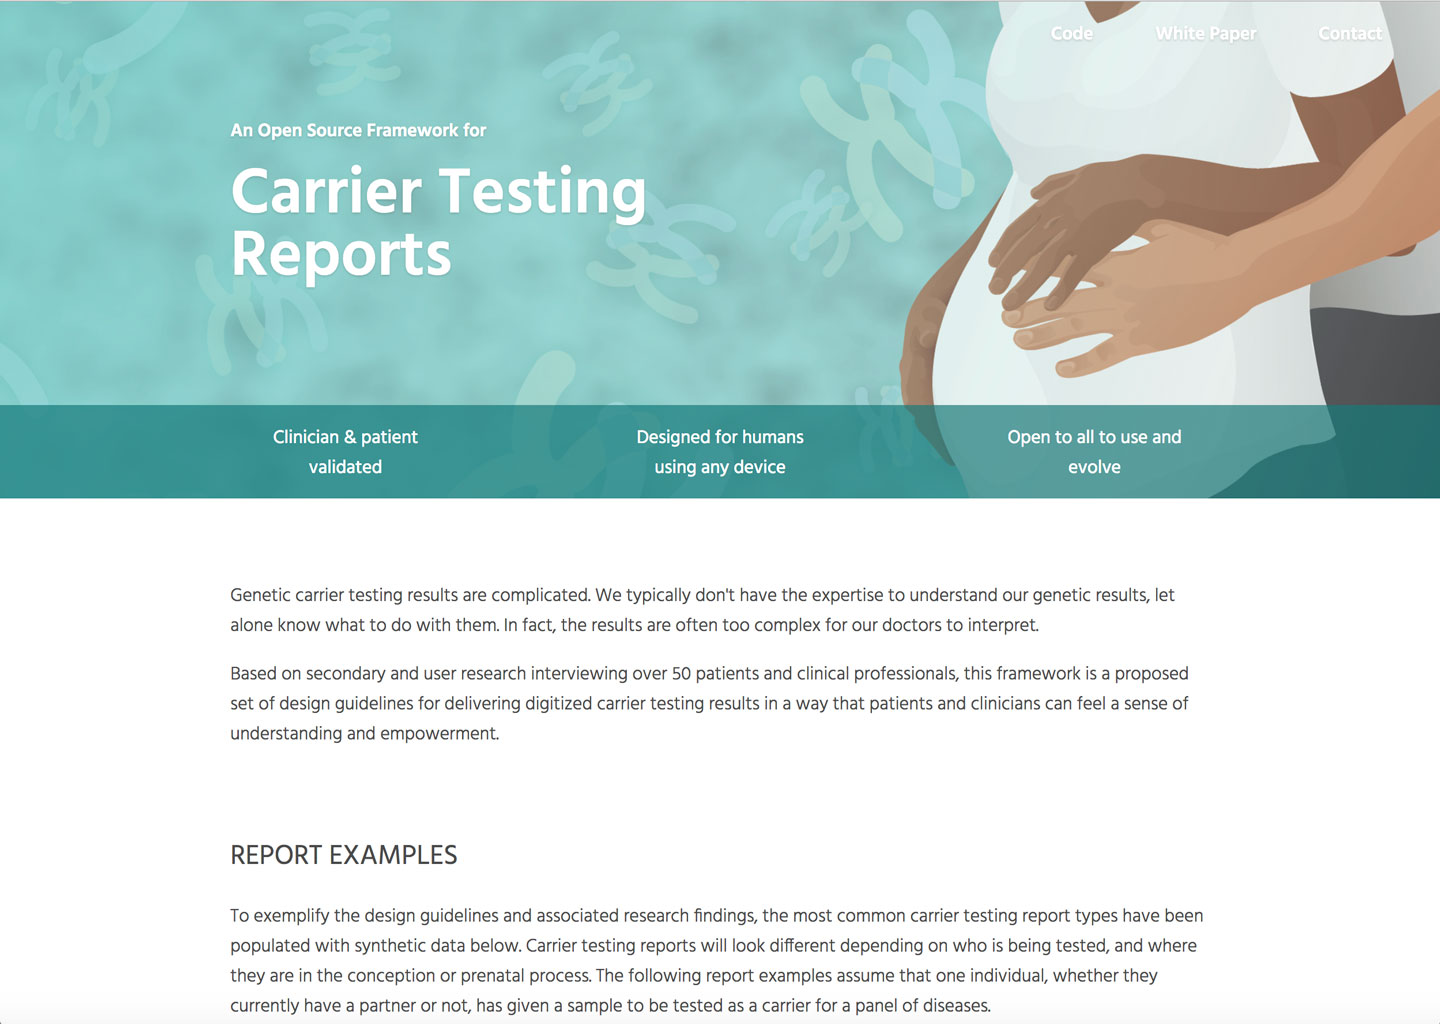 Code White Paper Contact
An Open Source Framework for
Carrier Testing
Reports
Clinician & patient
validated
Designed for humans
using any device
Open to all to use and
evolve
Genetic carrier testing results are complicated. We typically don't have the expertise to understand our genetic results, let
alone know what to do with them. In fact, the results are often too complex for our doctors to interpret.
Based on secondary and user research interviewing over 50 patients and clinical professionals, this framework is a proposed
set of design guidelines for delivering digitized carrier testing results in a way that patients and clinicians can feel a sense of
understanding and empowerment.
REPORT EXAMPLES
To exemplify the design guidelines and associated research findings, the most common carrier testing report types have been
populated with synthetic data below. Carrier testing reports will look different depending on who is being tested, and where
they are in the conception or prenatal process. The following report examples assume that one individual, whether they
currently have a partner or not, has given a sample to be tested as a carrier for a panel of diseases.